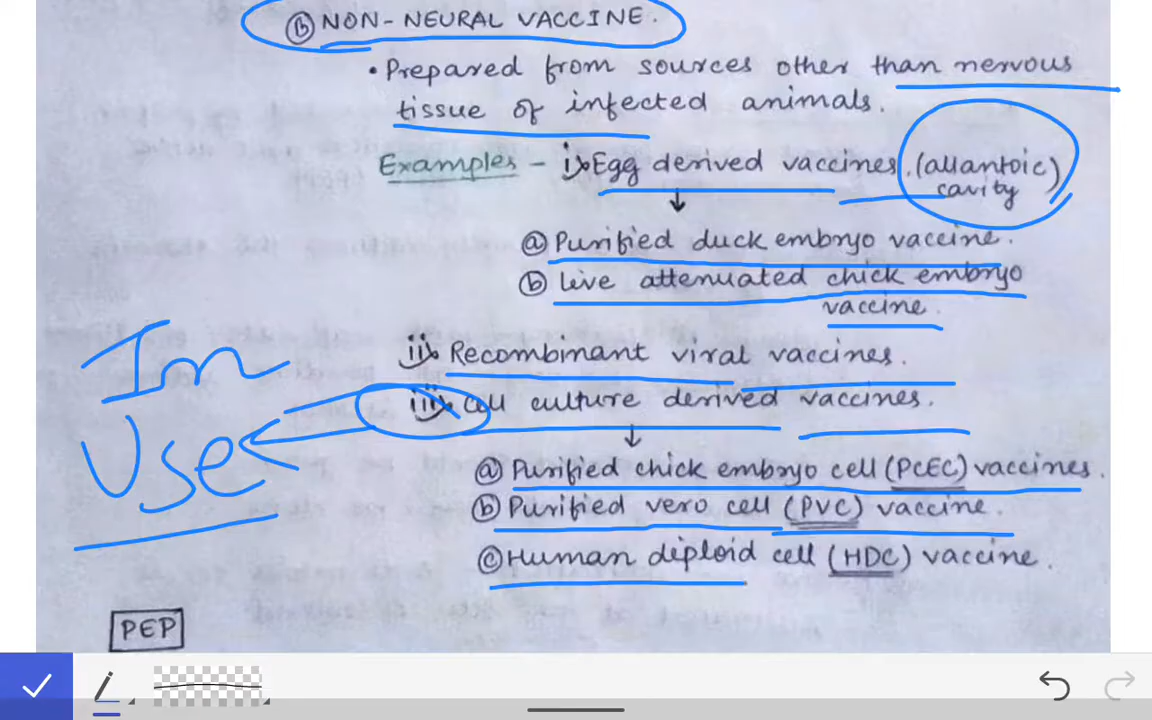 Ⓑ NON-NEURAL VACCINE.
• Prepared from sources other than nervous
tissue of infected animals.
Examples - i) Egg derived vaccines. (allantoic)
cavity
↓
ⓐ Purified duck embryo vaccine.
ⓑ Live attenuated chick embryo
vaccine.
ii) Recombinant viral vaccines.
iii) Cell culture derived vaccines.
↓
ⓐ Purified chick embryo cell (PCEC) vaccines.
ⓑ Purified vero cell (PVC) vaccine.
ⓒ Human diploid cell (HDC) vaccine.
In
Use
PEP